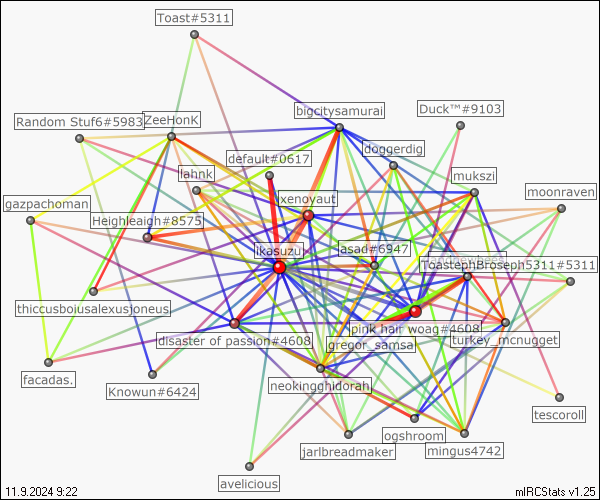 Toast#5311
Duck™#9103
bigcitysamurai
Random Stuf6#5983
ZeeHonK
doggerdig
default#0617
lahnk
mukszi
moonraven
xenoyaut
gazpachoman
Heighleaigh#8575
ikasuzu
asad#6947
ToastephBroseph5311#5311
thiccusboiusalexusjoneus
pink hair woag#4608
disaster of passion#4608
gregor_samsa
turkey_mcnugget
facadas.
Knowun#6424
neokingghidorah
tescoroll
ogshroom
jarlbreadmaker
mingus4742
avelicious
11.9.2024 9:22
mIRCStats v1.25